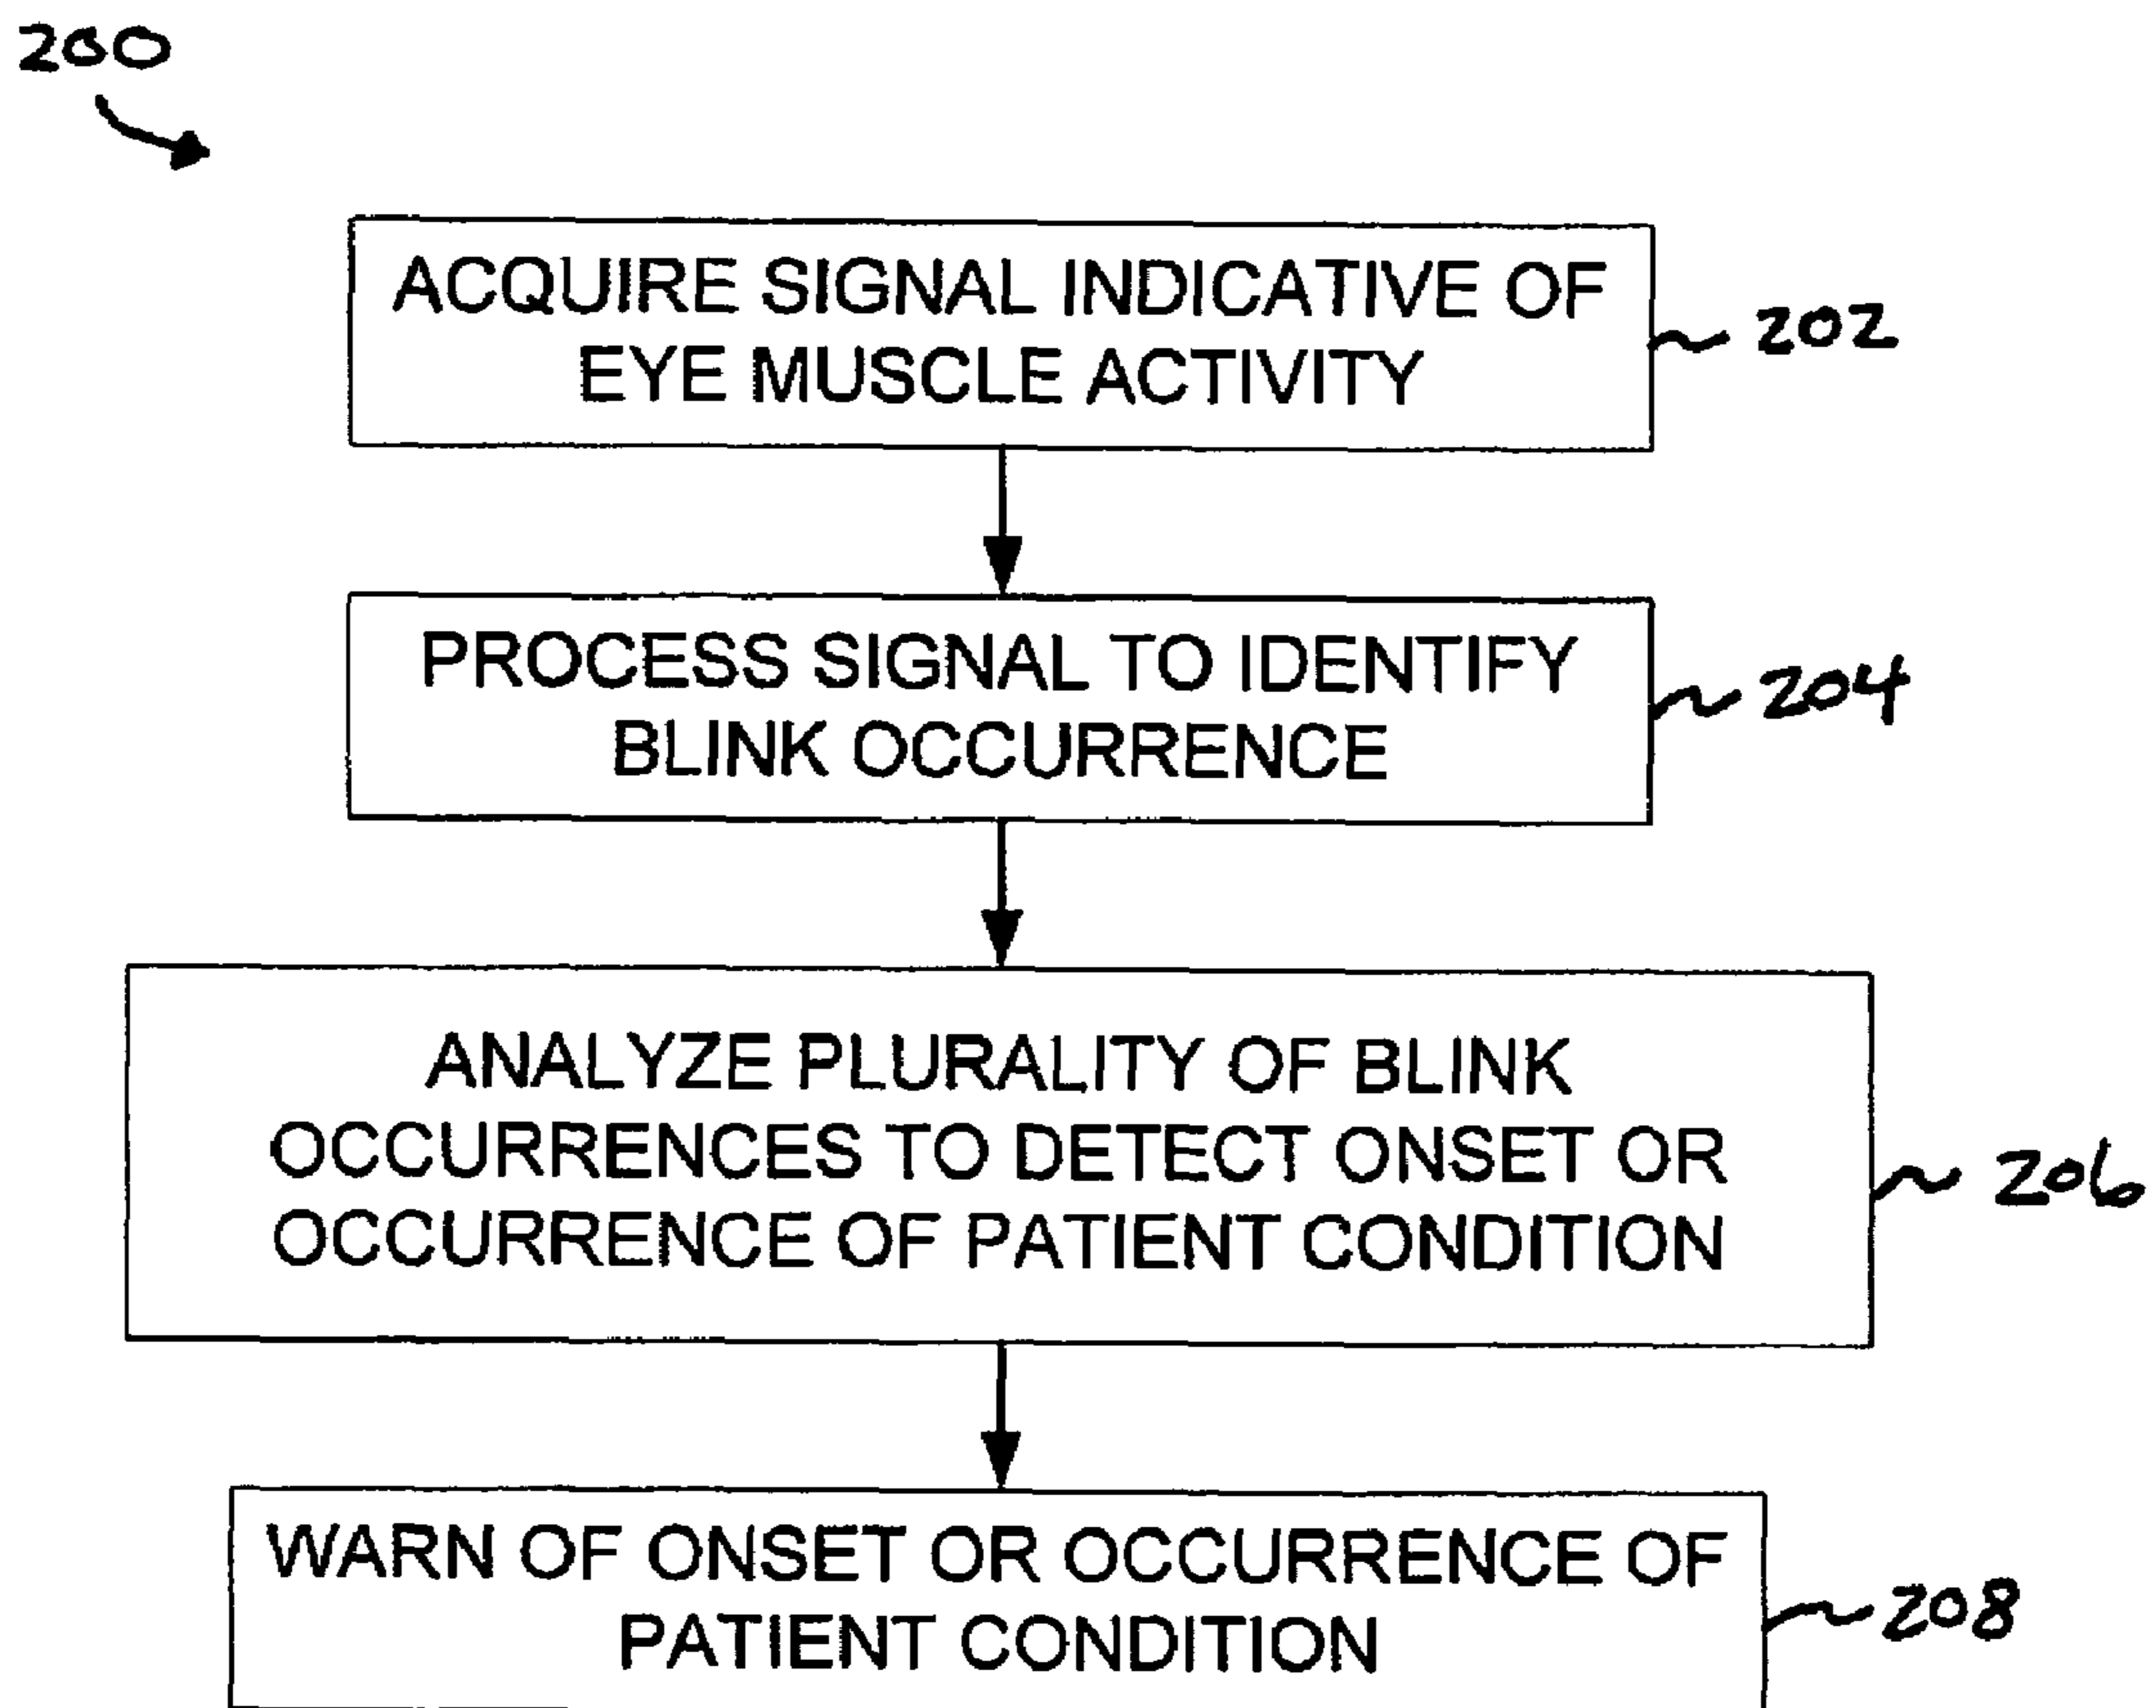 200
ACQUIRE SIGNAL INDICATIVE OF
EYE MUSCLE ACTIVITY
202
PROCESS SIGNAL TO IDENTIFY
BLINK OCCURRENCE
204
ANALYZE PLURALITY OF BLINK
OCCURRENCES TO DETECT ONSET OR
OCCURRENCE OF PATIENT CONDITION
206
WARN OF ONSET OR OCCURRENCE OF
PATIENT CONDITION
208